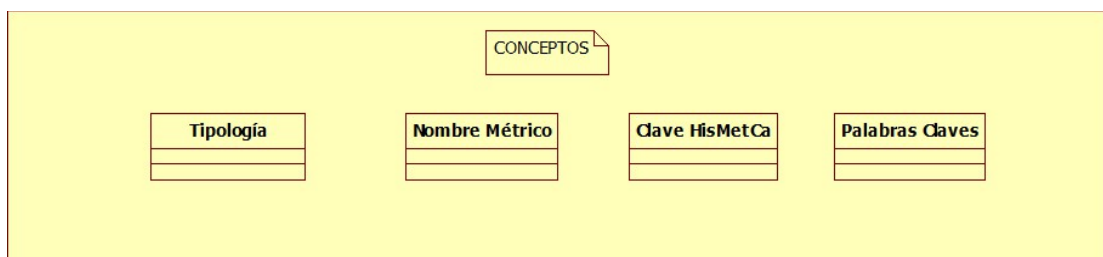 CONCEPTOS
Tipología
Nombre Métrico
Clave HisMetCa
Palabras Claves